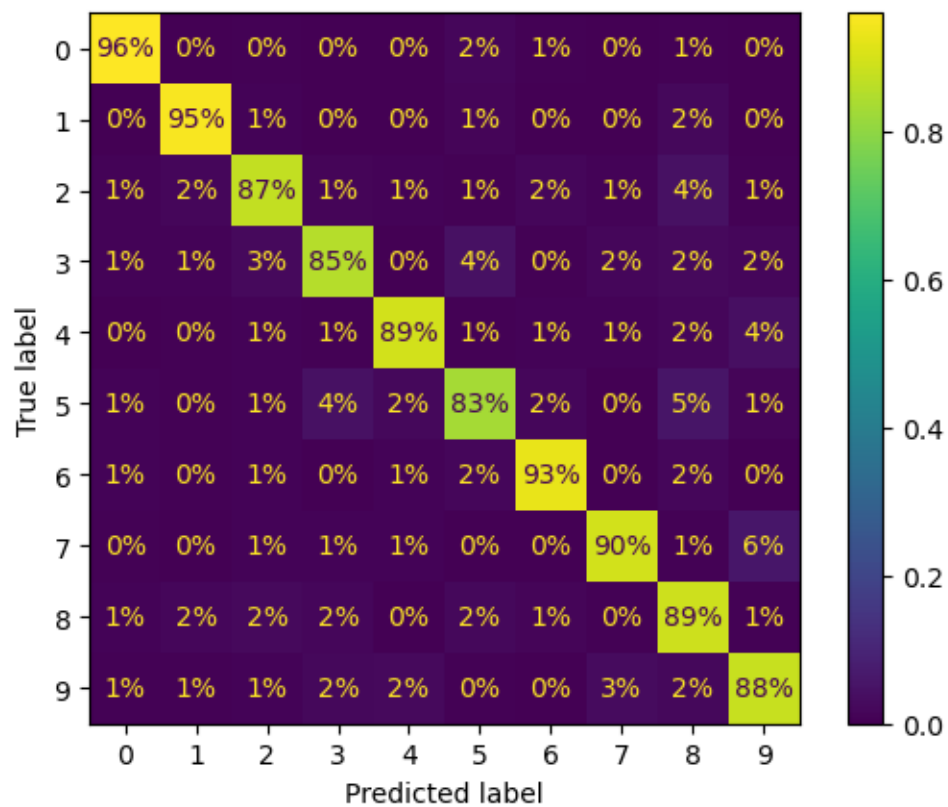 0 96% 0% 0% 0% 0% 2% 1% 0% 1% 0%
1 0% 95% 1% 0% 0% 1% 0% 0% 2% 0%
2 1% 2% 87% 1% 1% 1% 2% 1% 4% 1%
3 1% 1% 3% 85% 0% 4% 0% 2% 2% 2%
4 0% 0% 1% 1% 89% 1% 1% 1% 2% 4%
5 1% 0% 1% 4% 2% 83% 2% 0% 5% 1%
6 1% 0% 1% 0% 1% 2% 93% 0% 2% 0%
7 0% 0% 1% 1% 1% 0% 0% 90% 1% 6%
8 1% 2% 2% 2% 0% 2% 1% 0% 89% 1%
9 1% 1% 1% 2% 2% 0% 0% 3% 2% 88%
0 1 2 3 4 5 6 7 8 9
Predicted label
True label
0.8
0.6
0.4
0.2
0.0